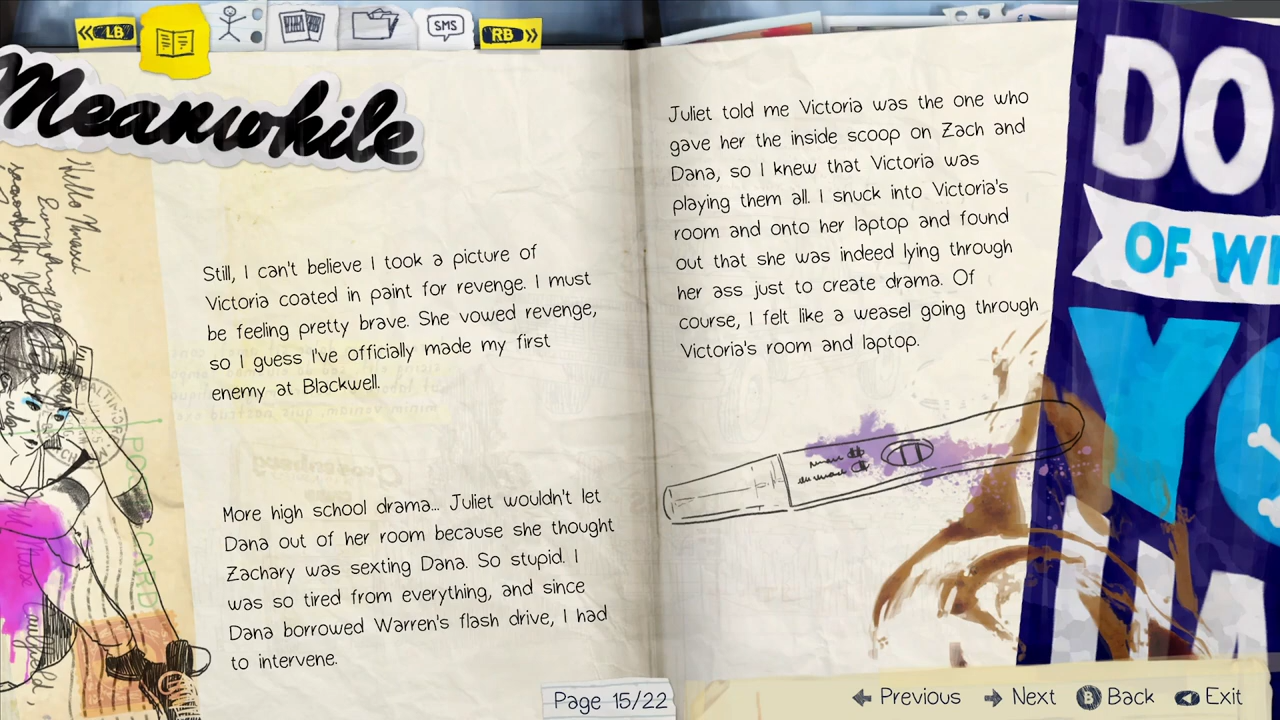 LB
SMS
RB
Meanwhile
Still, I can't believe I took a picture of
Victoria coated in paint for revenge. I must
be feeling pretty brave. She vowed revenge,
so I guess I've officially made my first
enemy at Blackwell.
More high school drama... Juliet wouldn't let
Dana out of her room because she thought
Zachary was sexting Dana. So stupid. I
was so tired from everything, and since
Dana borrowed Warren's flash drive, I had
to intervene.
Juliet told me Victoria was the one who
gave her the inside scoop on Zach and
Dana, so I knew that Victoria was
playing them all. I snuck into Victoria's
room and onto her laptop and found
out that she was indeed lying through
her ass just to create drama. Of
course, I felt like a weasel going through
Victoria's room and laptop.
DO
OF WI
YO
POST CARD
Page 15/22
Previous
Next
B Back
Exit